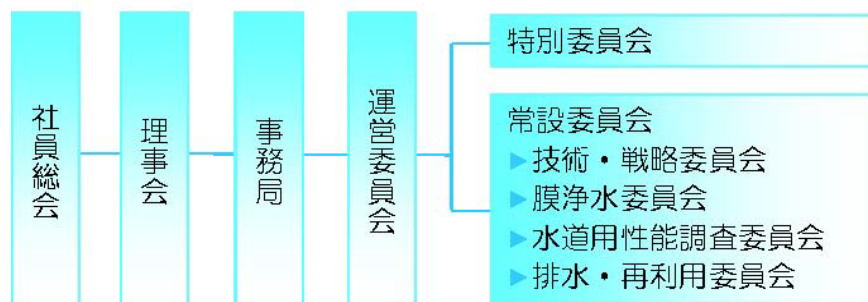 社員総会
理事会
事務局
運営委員会
特別委員会
常設委員会
▶技術・戦略委員会
▶膜浄水委員会
▶水道用性能調査委員会
▶排水・再利用委員会